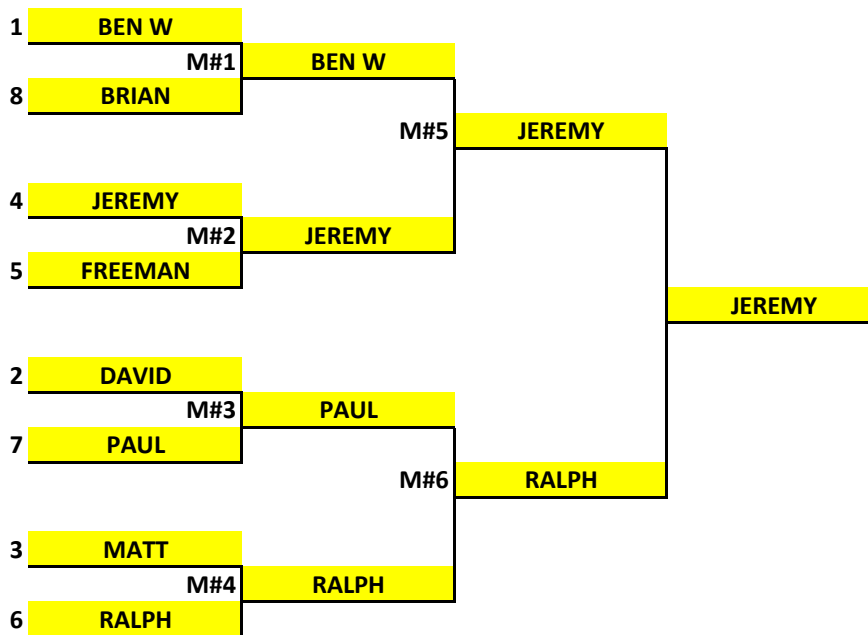 1 BEN W
M#1 BEN W
8 BRIAN
M#5 JEREMY
4 JEREMY
M#2 JEREMY
5 FREEMAN
JEREMY
2 DAVID
M#3 PAUL
7 PAUL
M#6 RALPH
3 MATT
M#4 RALPH
6 RALPH